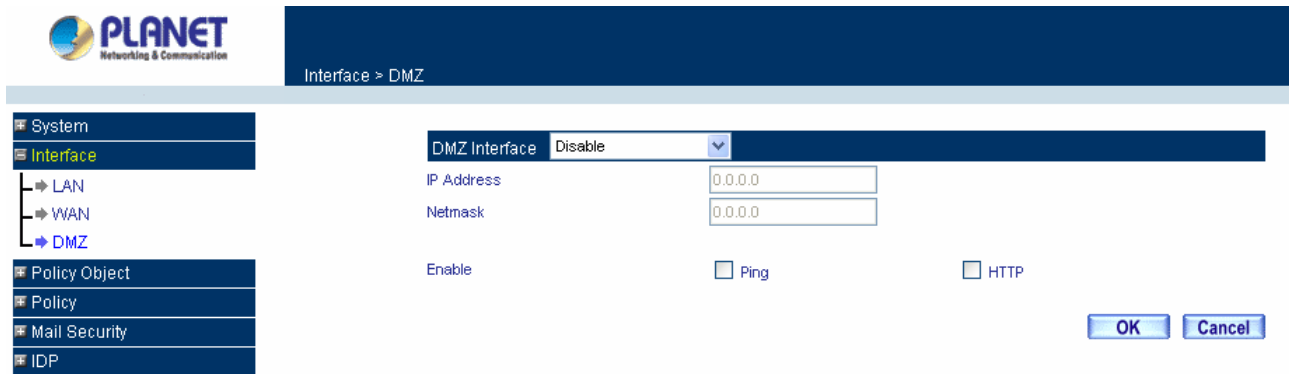 PLANET
Networking & Communication
Interface > DMZ
System
Interface
LAN
WAN
DMZ
Policy Object
Policy
Mail Security
IDP
DMZ Interface Disable
IP Address 0.0.0.0
Netmask 0.0.0.0
Enable Ping HTTP
OK Cancel